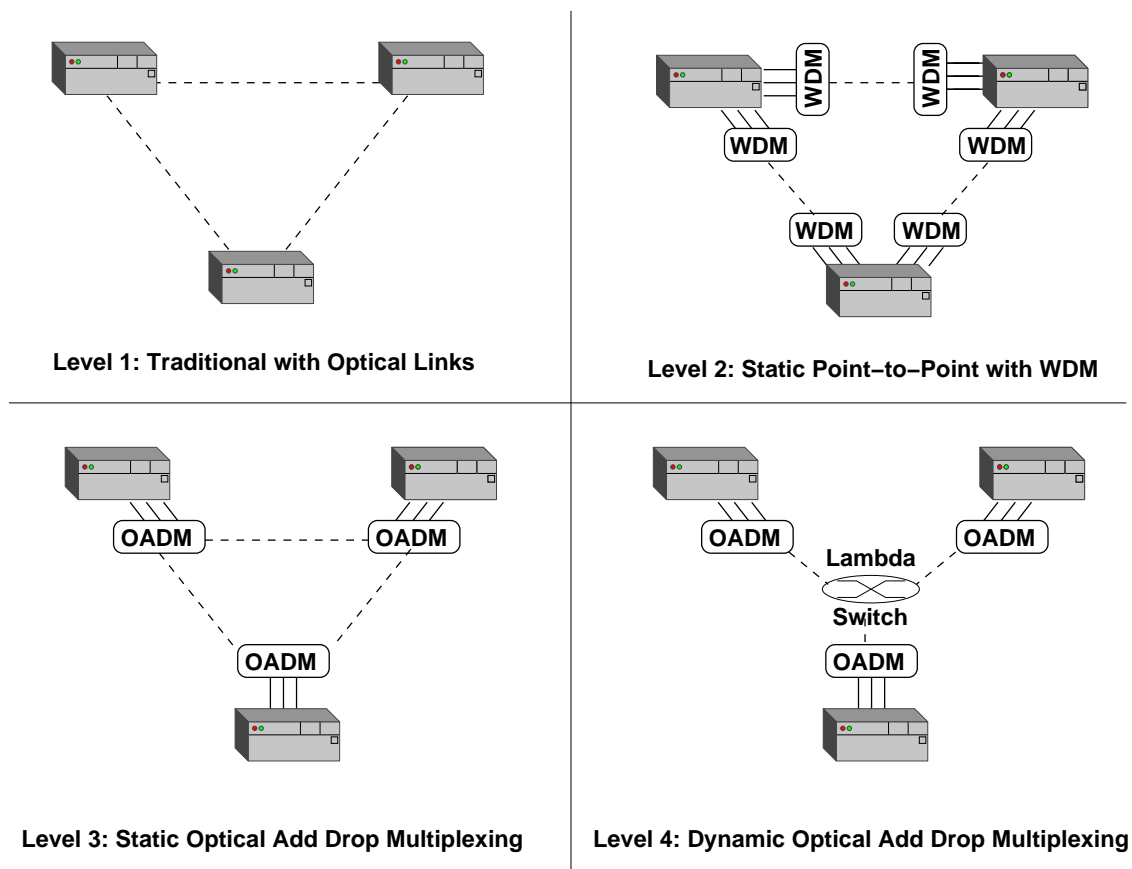 WDM
WDM
WDM
WDM
WDM
WDM
Level 1: Traditional with Optical Links
Level 2: Static Point−to−Point with WDM
OADM
OADM
OADM
Level 3: Static Optical Add Drop Multiplexing
OADM
OADM
Lambda
Switch
OADM
Level 4: Dynamic Optical Add Drop Multiplexing